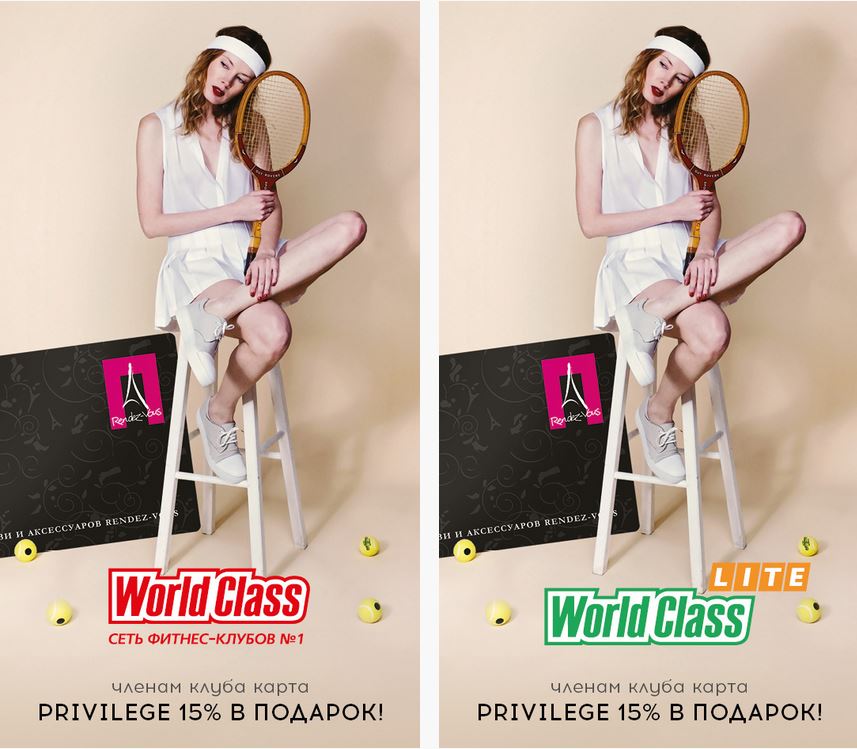 Rendez-Vous
ВИ И АКСЕССУАРОВ RENDEZ-VOUS
World Class
СЕТЬ ФИТНЕС-КЛУБОВ №1
членам клуба карта
PRIVILEGE 15% В ПОДАРОК!
Rendez-Vous
ВИ И АКСЕССУАРОВ RENDEZ-VOUS
LITE
World Class
членам клуба карта
PRIVILEGE 15% В ПОДАРОК!